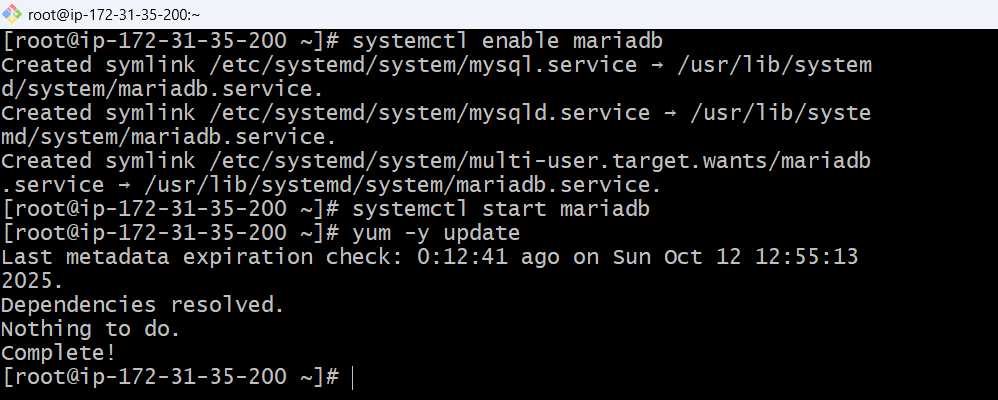 root@ip-172-31-35-200:~
[root@ip-172-31-35-200 ~]# systemctl enable mariadb
Created symlink /etc/systemd/system/mysql.service → /usr/lib/system
d/system/mariadb.service.
Created symlink /etc/systemd/system/mysqld.service → /usr/lib/syste
md/system/mariadb.service.
Created symlink /etc/systemd/system/multi-user.target.wants/mariadb
.service → /usr/lib/systemd/system/mariadb.service.
[root@ip-172-31-35-200 ~]# systemctl start mariadb
[root@ip-172-31-35-200 ~]# yum -y update
Last metadata expiration check: 0:12:41 ago on Sun Oct 12 12:55:13
2025.
Dependencies resolved.
Nothing to do.
Complete!
[root@ip-172-31-35-200 ~]#